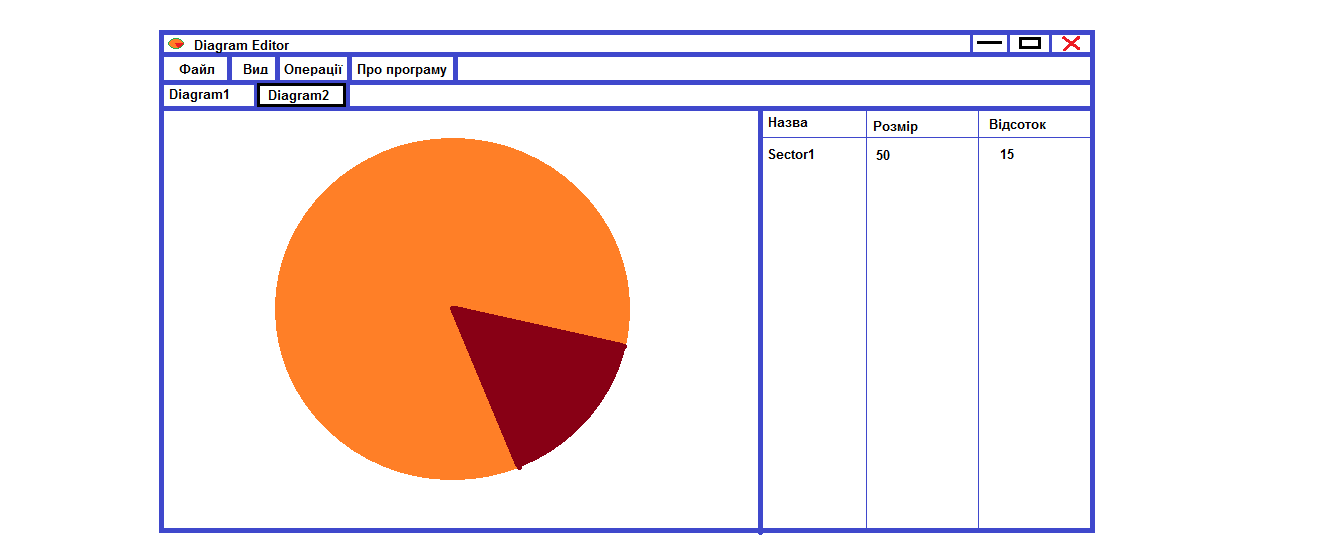 Diagram Editor
Файл Вид Операції Про програму
Diagram1 Diagram2
Назва Розмір Відсоток
Sector1 50 15